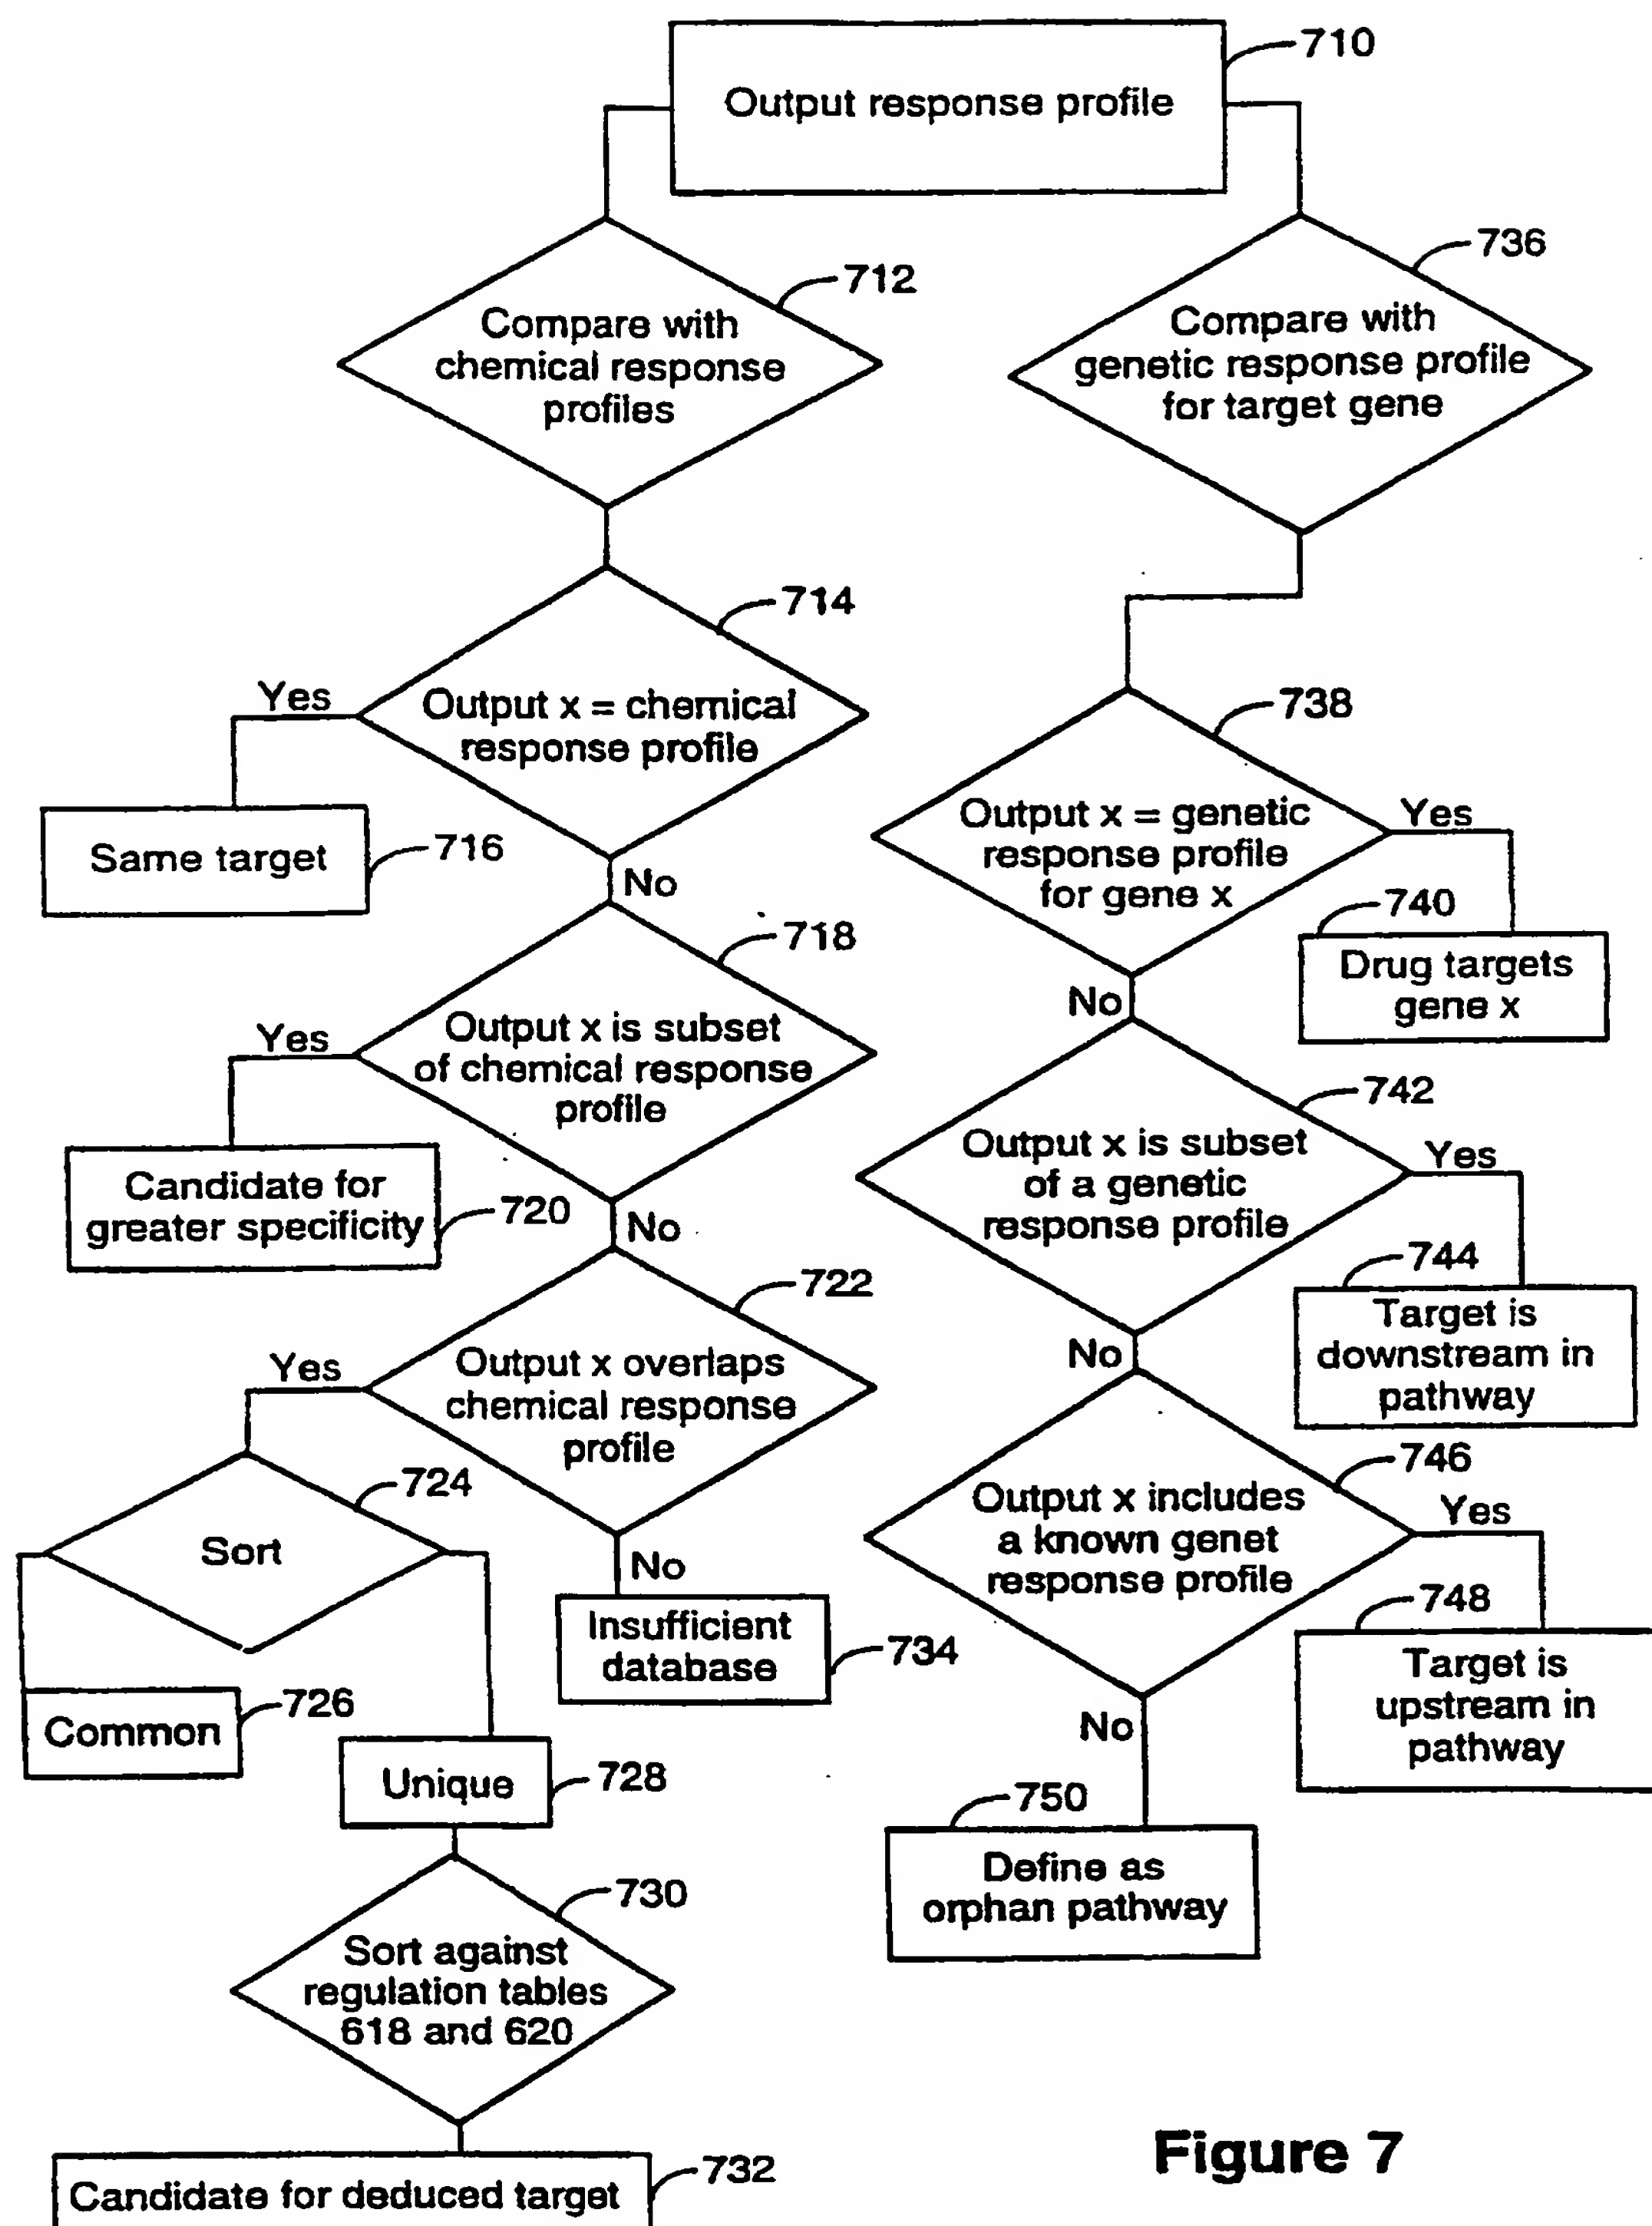 710
Output response profile
712
Compare with
chemical response
profiles
736
Compare with
genetic response profile
for target gene
714
Output x = chemical
response profile
Yes
Same target
716
No
738
Output x = genetic
response profile
for gene x
Yes
740
Drug targets
gene x
No
718
Output x is subset
of chemical response
profile
Yes
Candidate for
greater specificity
720
No
742
Output x is subset
of a genetic
response profile
Yes
744
Target is
downstream in
pathway
No
722
Output x overlaps
chemical response
profile
Yes
724
Sort
No
Insufficient
database
734
726
Common
Unique
728
730
Sort against
regulation tables
618 and 620
732
Candidate for deduced target
746
Output x includes
a known genet
response profile
Yes
748
Target is
upstream in
pathway
No
750
Define as
orphan pathway
Figure 7